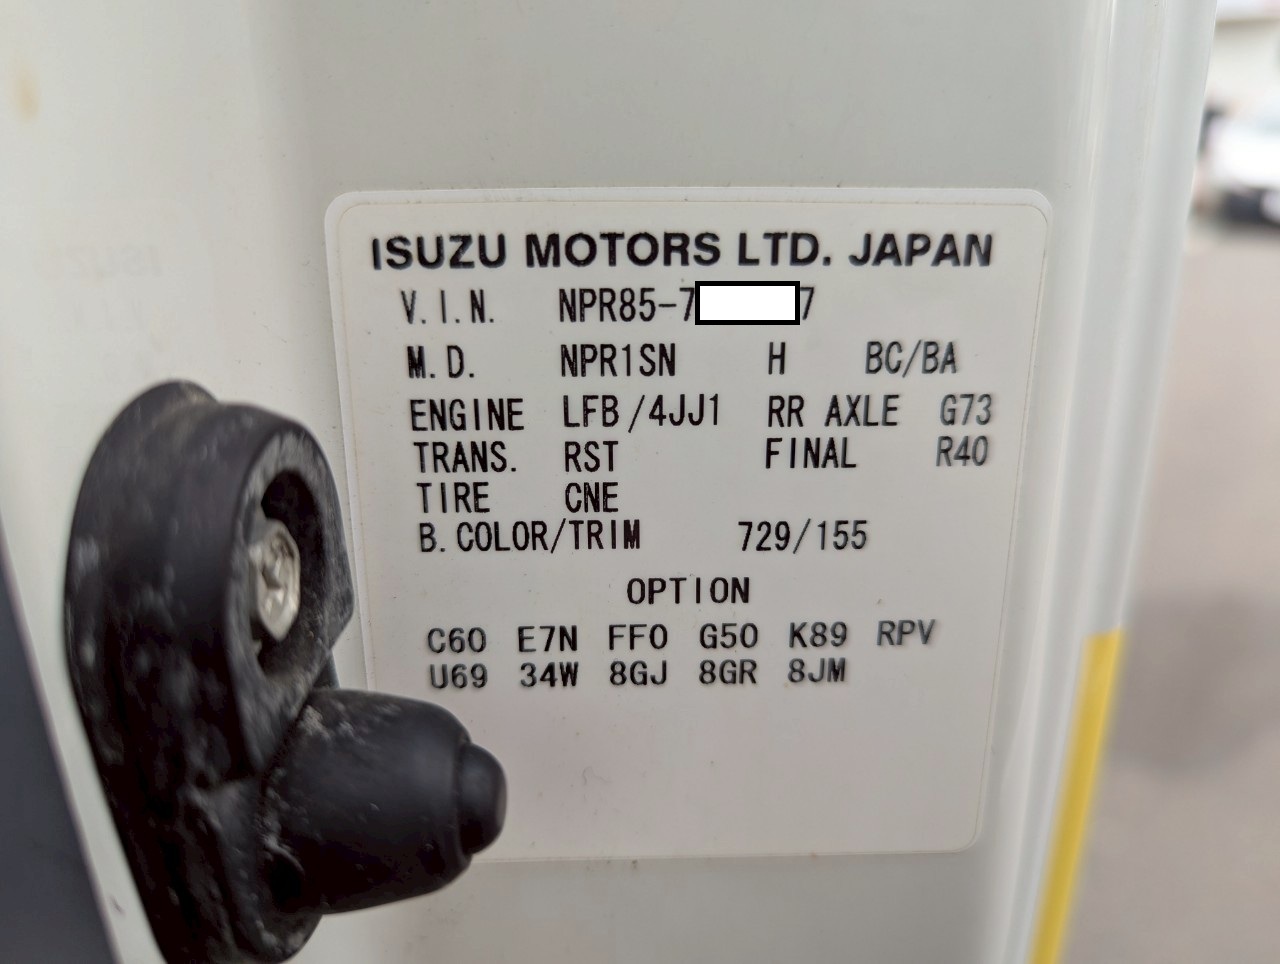 ISUZU MOTORS LTD. JAPAN
V.I.N. NPR85-7 7
M.D. NPR1SN H BC/BA
ENGINE LFB/4JJ1 RR AXLE G73
TRANS. RST FINAL R40
TIRE CNE
B.COLOR/TRIM 729/155
OPTION
C60 E7N FF0 G50 K89 RPV
U69 34W 8GJ 8GR 8JM